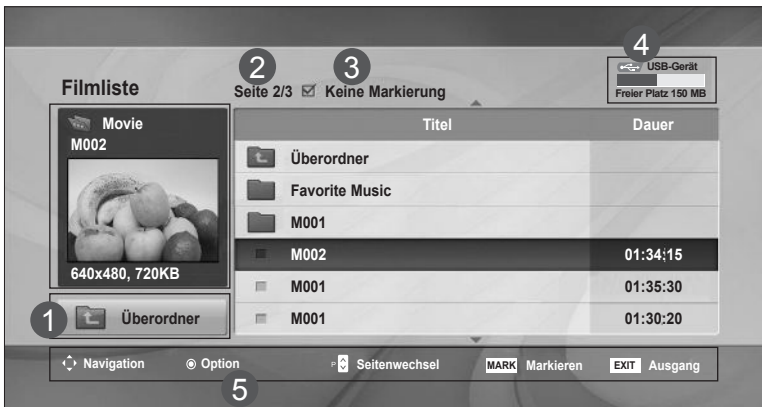 2
3
4
USB-Gerät
Freier Platz 150 MB
Filmliste
Seite 2/3 Keine Markierung
Movie
M002
640x480, 720KB
Titel Dauer
Überordner
Favorite Music
M001
M002 01:34:15
M001 01:35:30
M001 01:30:20
1
Überordner
Navigation Option P Seitenwechsel MARK Markieren EXIT Ausgang
5